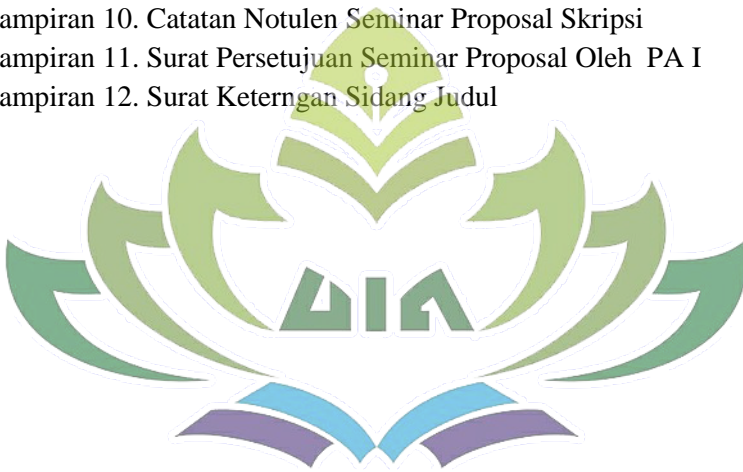 ampiran 10. Catatan Notulen Seminar Proposal Skripsi
ampiran 11. Surat Persetujuan Seminar Proposal Oleh PA I
ampiran 12. Surat Keterngan Sidang Judul
UIN